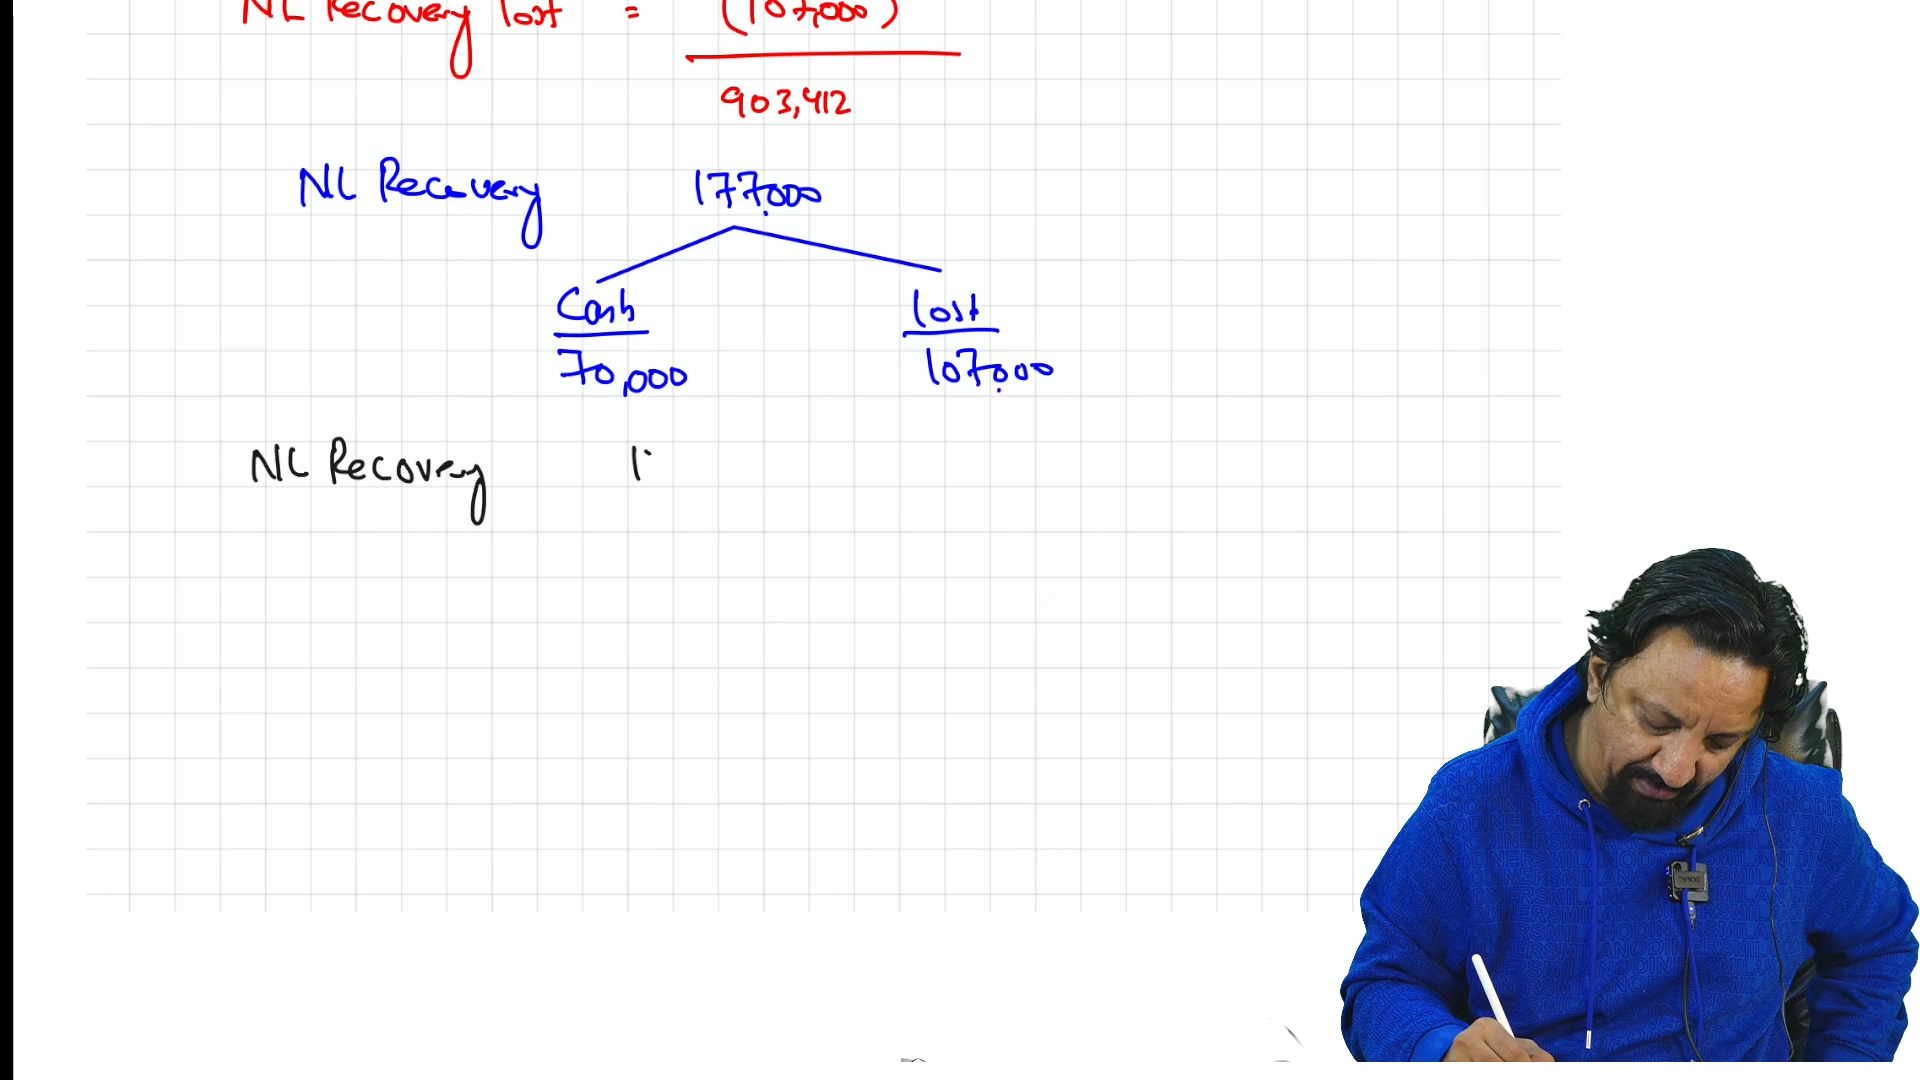 NL Recovery lost = (107,000)
903,412
NL Recovery 177,000
Cash lost
70,000 107,000
NL Recovery 1